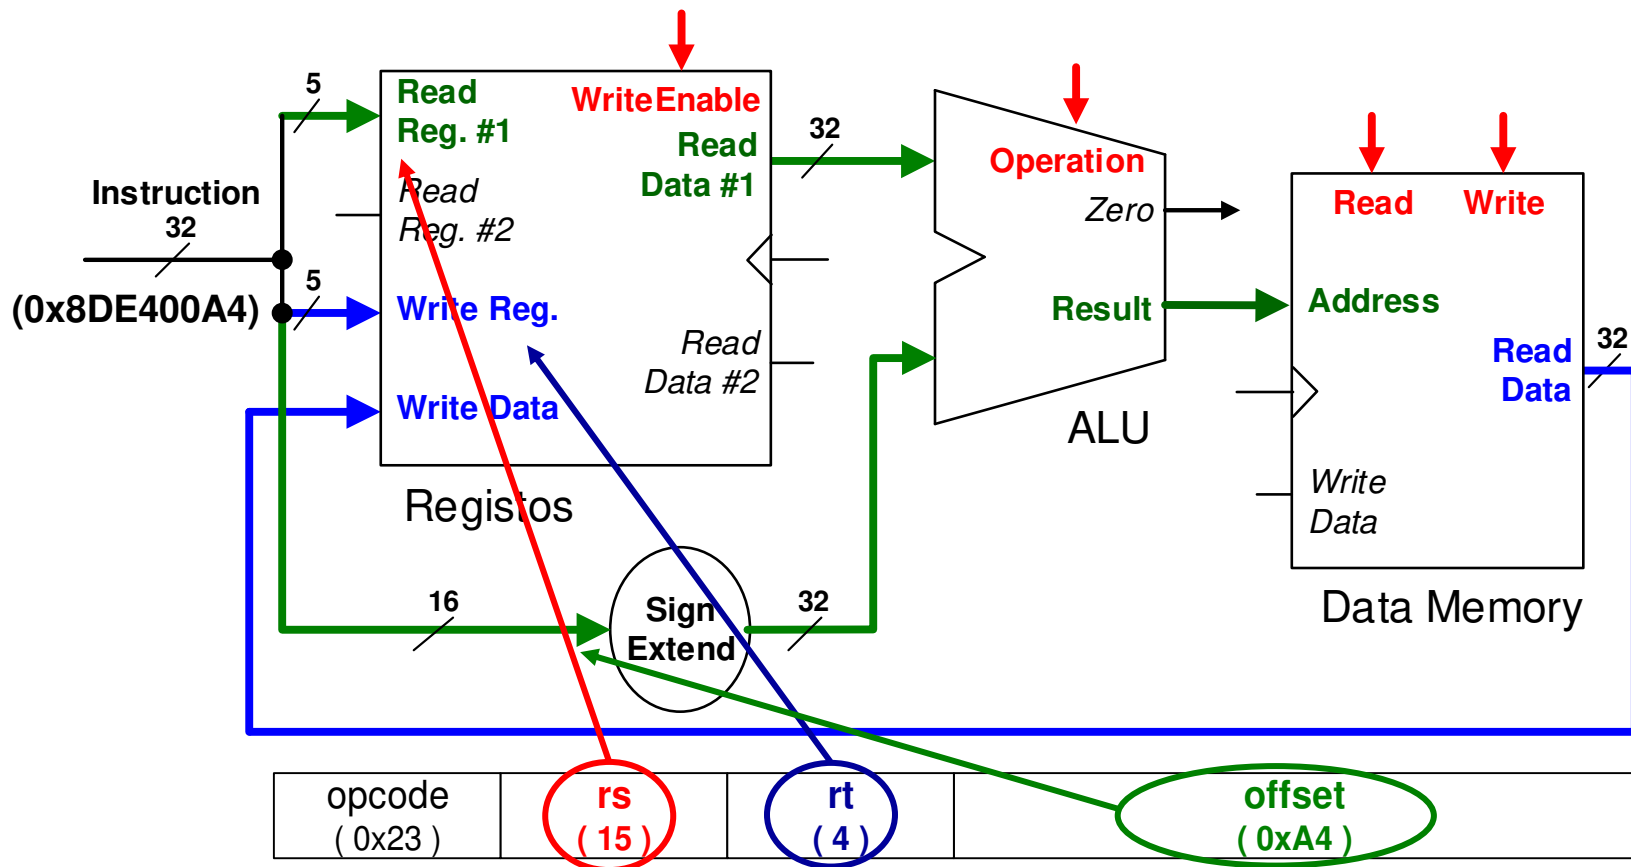 5
Read
Reg. #1
WriteEnable
Read
Data #1
32
Operation
Zero
Read
Write
Instruction
32
(0x8DE400A4)
Read
Reg. #2
5
Write Reg.
Result
Address
Read
Data #2
Read
Data
32
Write Data
ALU
Write
Data
Registos
Data Memory
16
Sign
Extend
32
opcode
( 0x23 )
rs
( 15 )
rt
( 4 )
offset
( 0xA4 )